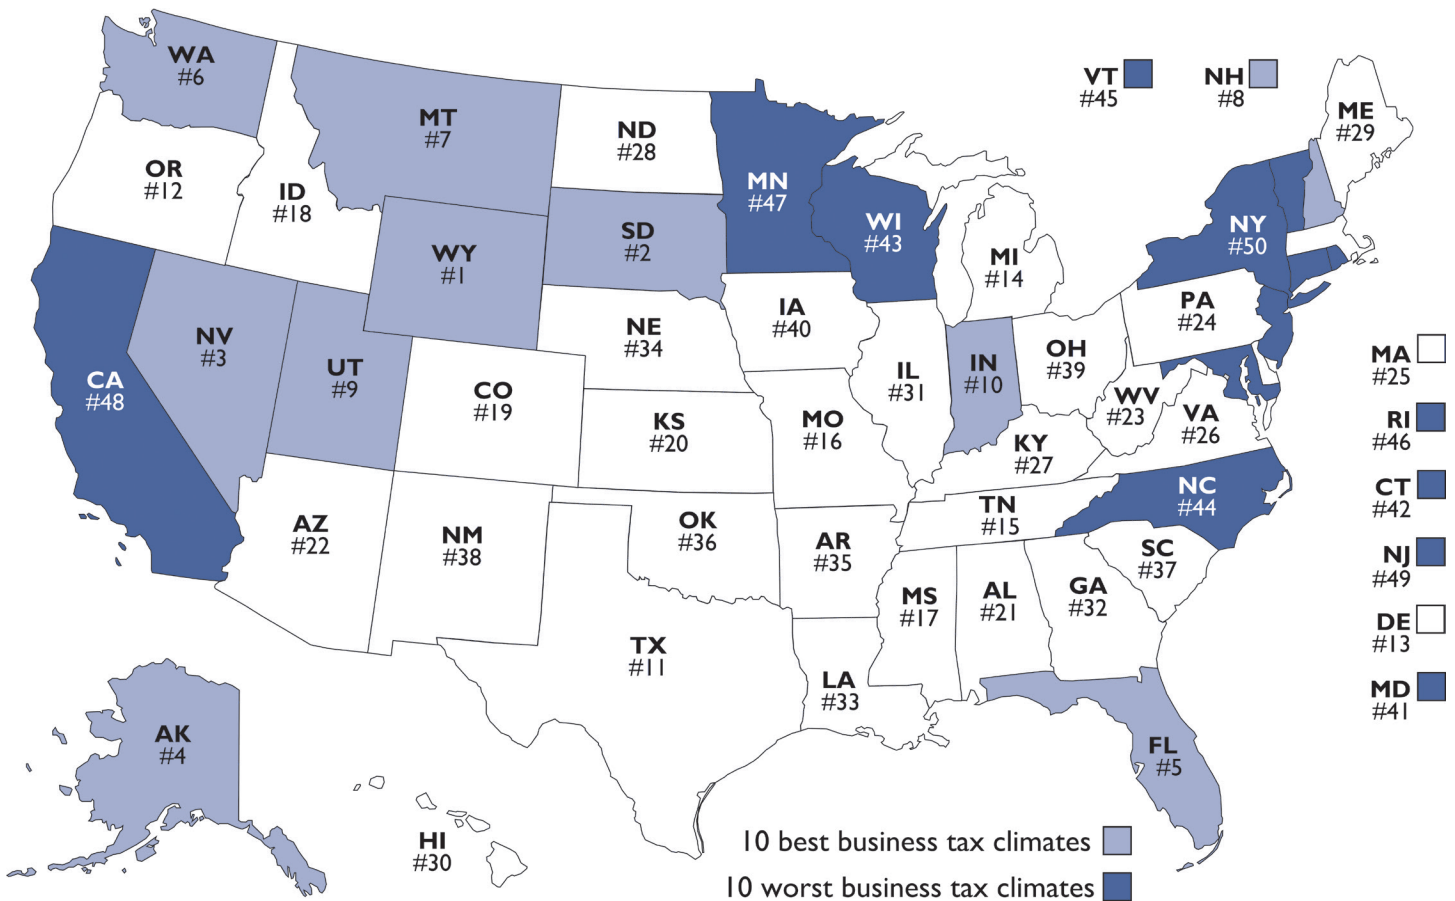 WA
#6
MT
#7
ND
#28
MN
#47
VT
#45
NH
#8
ME
#29
OR
#12
ID
#18
WY
#1
SD
#2
WI
#43
MI
#14
NY
#50
CA
#48
NV
#3
UT
#9
CO
#19
NE
#34
IA
#40
IL
#31
IN
#10
OH
#39
PA
#24
WV
#23
VA
#26
KY
#27
KS
#20
MO
#16
AZ
#22
NM
#38
OK
#36
AR
#35
TN
#15
NC
#44
SC
#37
MS
#17
AL
#21
GA
#32
TX
#11
LA
#33
FL
#5
AK
#4
HI
#30
MA
#25
RI
#46
CT
#42
NJ
#49
DE
#13
MD
#41
10 best business tax climates
10 worst business tax climates